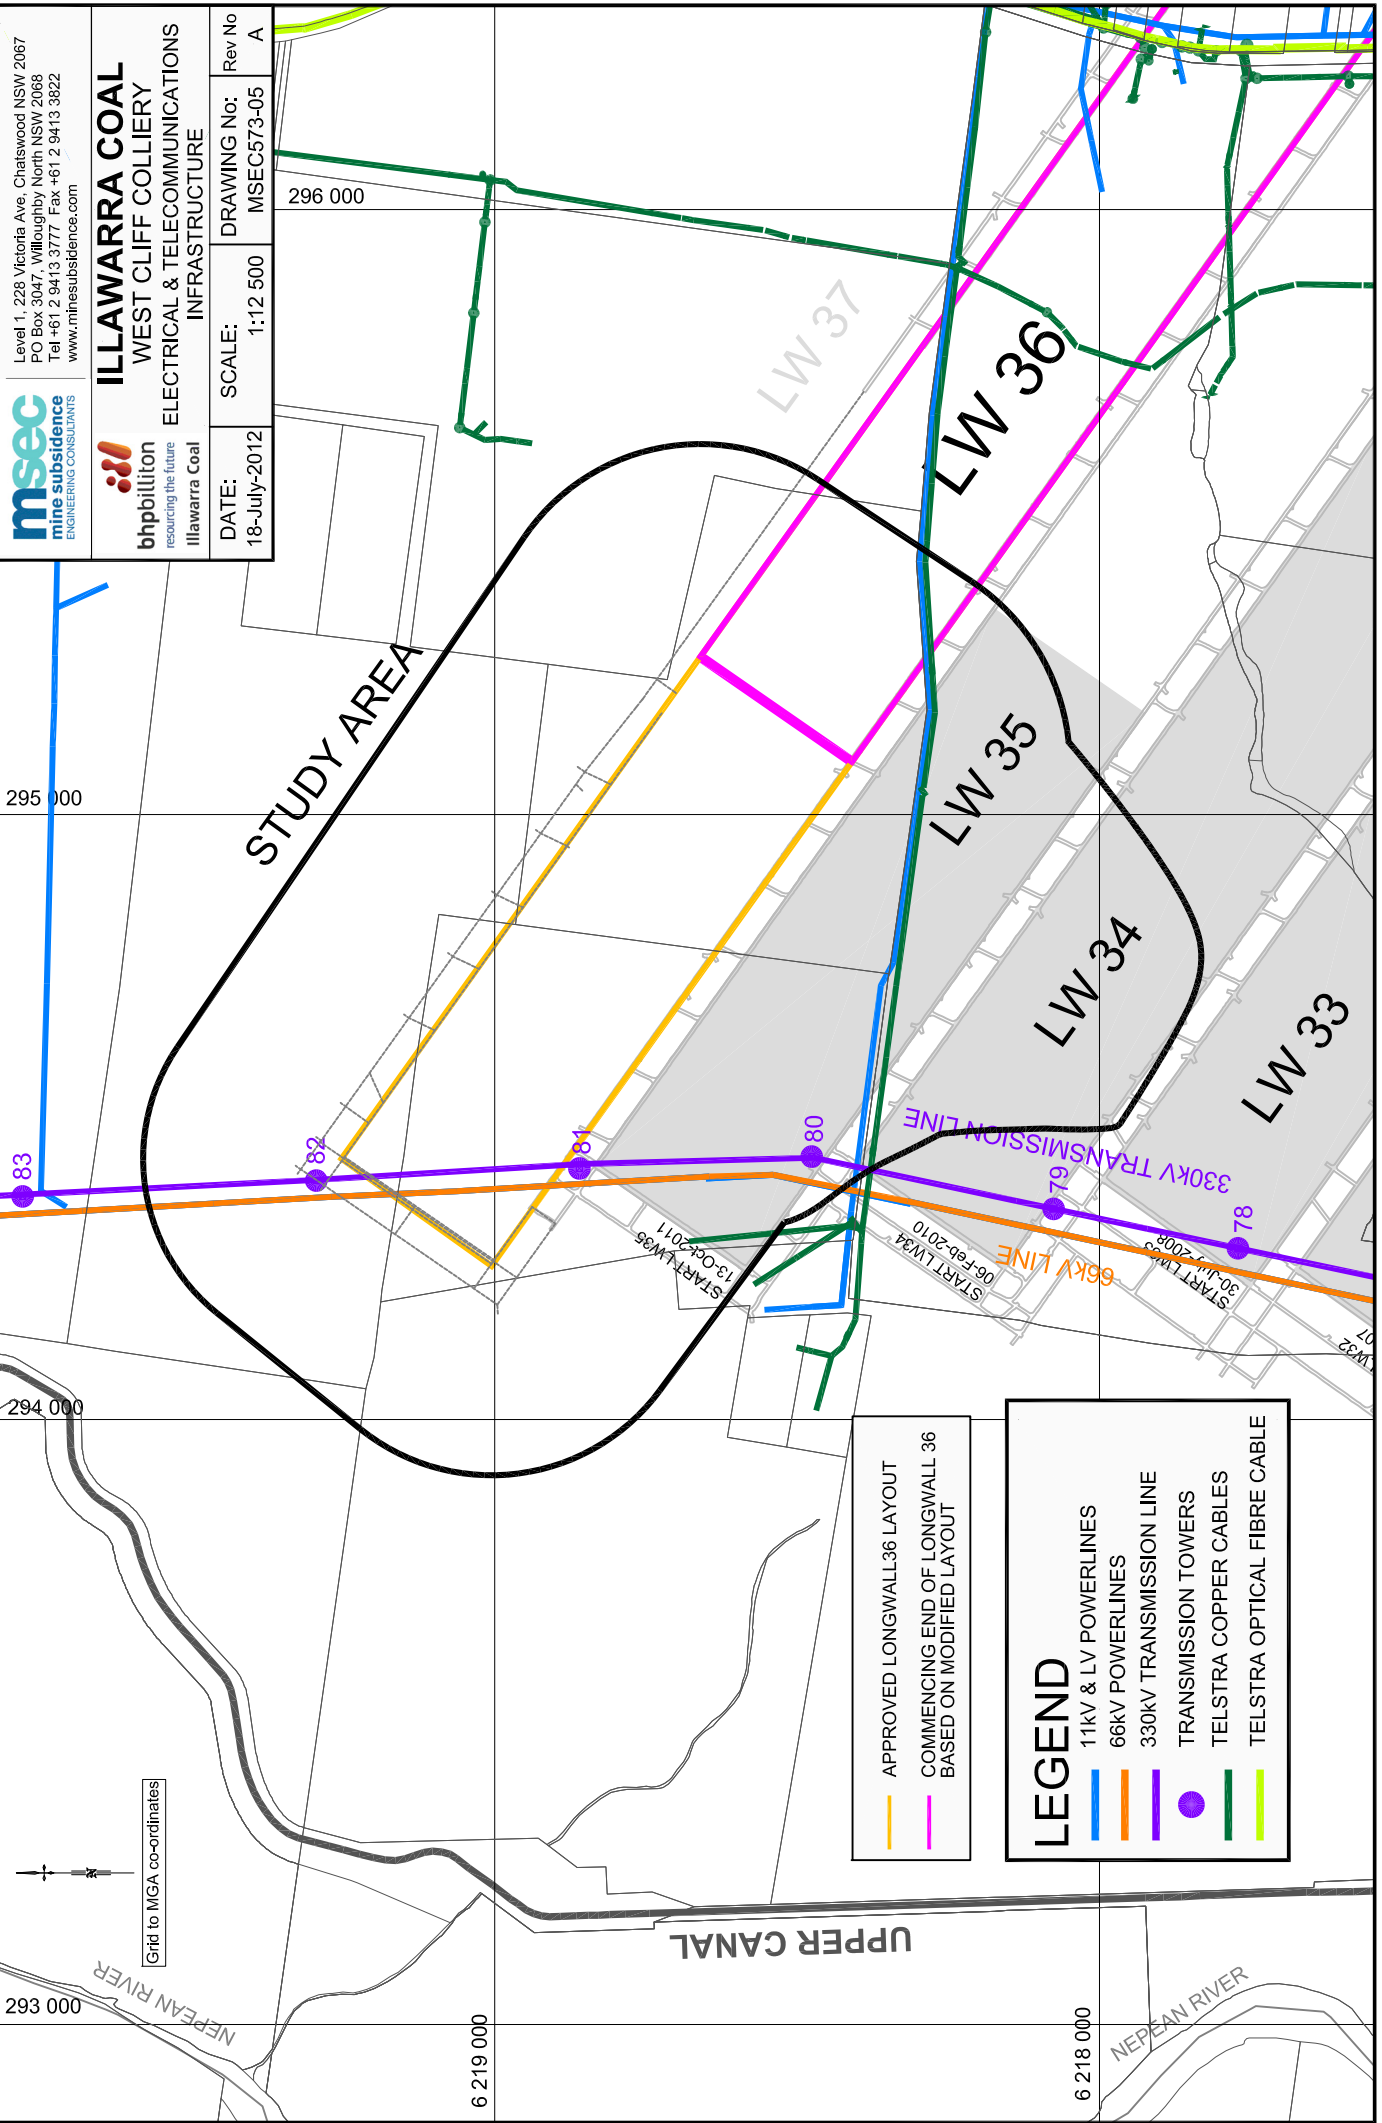 msec
mine subsidence
ENGINEERING CONSULTANTS
Level 1, 228 Victoria Ave, Chatswood NSW 2067
PO Box 3047, Willoughby North NSW 2068
Tel +61 2 9413 3777 Fax +61 2 9413 3822
www.minesubsidence.com
bhpbilliton
resourcing the future
Illawarra Coal
ILLAWARRA COAL
WEST CLIFF COLLIERY
ELECTRICAL & TELECOMMUNICATIONS
INFRASTRUCTURE
DATE:
18-July-2012
SCALE:
1:12 500
DRAWING No:
MSEC573-05
Rev No
A
296 000
295 000
294 000
293 000
6 219 000
6 218 000
STUDY AREA
LW 37
LW 36
LW 35
LW 34
LW 33
83
82
81
80
79
78
330kV TRANSMISSION LINE
66kV LINE
START LW35
13-Oct-2011
START LW34
06-Feb-2010
START LW33
30-July-2008
LW32
07
Grid to MGA co-ordinates
N
NEPEAN RIVER
UPPER CANAL
NEPEAN RIVER
APPROVED LONGWALL36 LAYOUT
COMMENCING END OF LONGWALL 36
BASED ON MODIFIED LAYOUT
LEGEND
11kV & LV POWERLINES
66kV POWERLINES
330kV TRANSMISSION LINE
TRANSMISSION TOWERS
TELSTRA COPPER CABLES
TELSTRA OPTICAL FIBRE CABLE